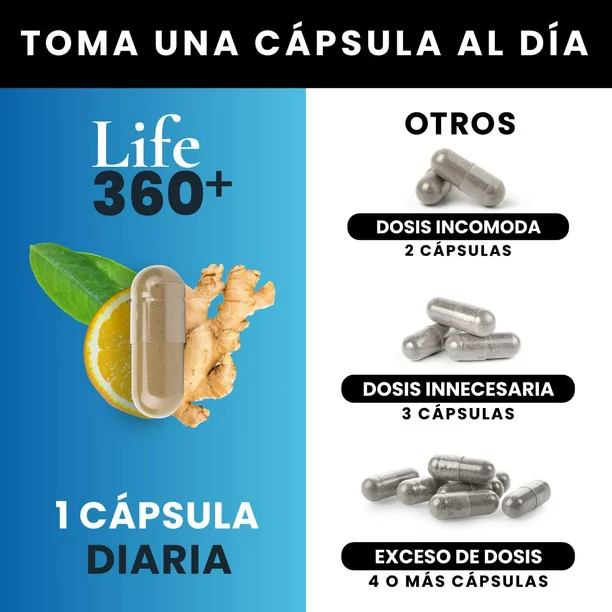 TOMA UNA CÁPSULA AL DÍA
Life
360+
1 CÁPSULA
DIARIA
OTROS
DOSIS INCOMODA
2 CÁPSULAS
DOSIS INNECESARIA
3 CÁPSULAS
EXCESO DE DOSIS
4 O MÁS CÁPSULAS